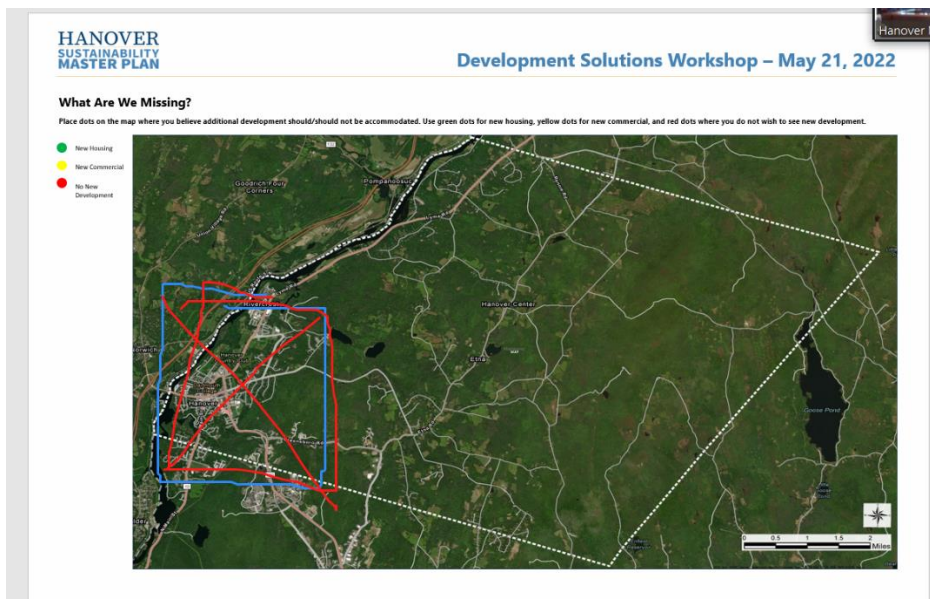 Hanover
HANOVER
SUSTAINABILITY
MASTER PLAN
Development Solutions Workshop – May 21, 2022
What Are We Missing?
Place dots on the map where you believe additional development should/should not be accommodated. Use green dots for new housing, yellow dots for new commercial, and red dots where you do not wish to see new development.
New Housing
New Commercial
No New
Development
132
Goodrich Four
Corners
Pompanoosuc
Rivercrest
Hanover Center
Etna
Hanover
Goose Pond
0 0.5 1 1.5 2
Miles